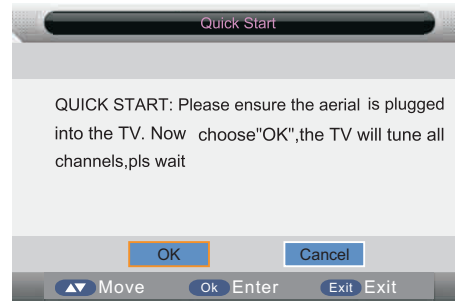 Quick Start
QUICK START: Please ensure the aerial is plugged
into the TV. Now choose"OK",the TV will tune all
channels,pls wait
OK Cancel
Move Ok Enter Exit Exit